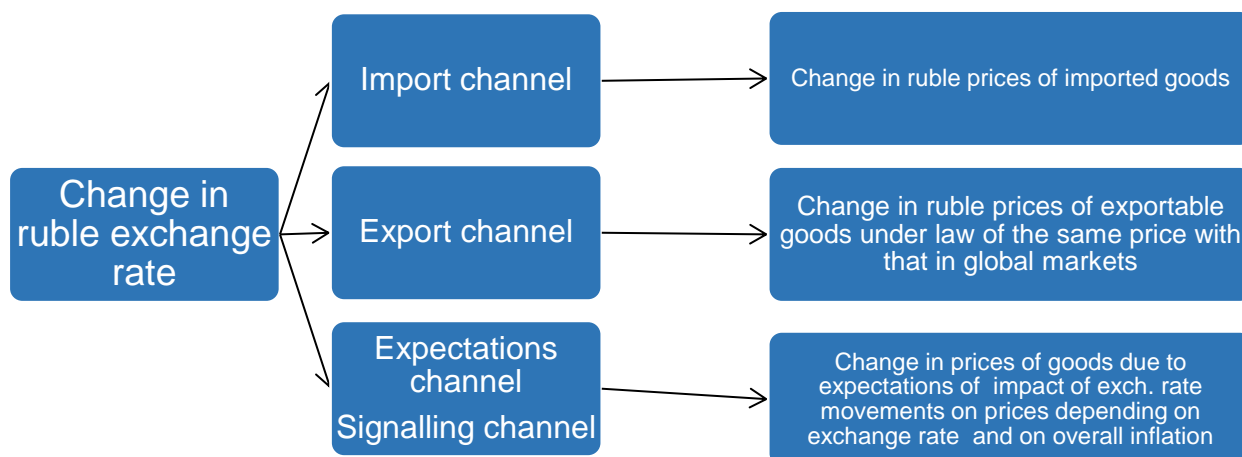 Change in
ruble exchange
rate
Import channel
Change in ruble prices of imported goods
Export channel
Change in ruble prices of exportable
goods under law of the same price with
that in global markets
Expectations
channel
Signalling channel
Change in prices of goods due to
expectations of impact of exch. rate
movements on prices depending on
exchange rate and on overall inflation